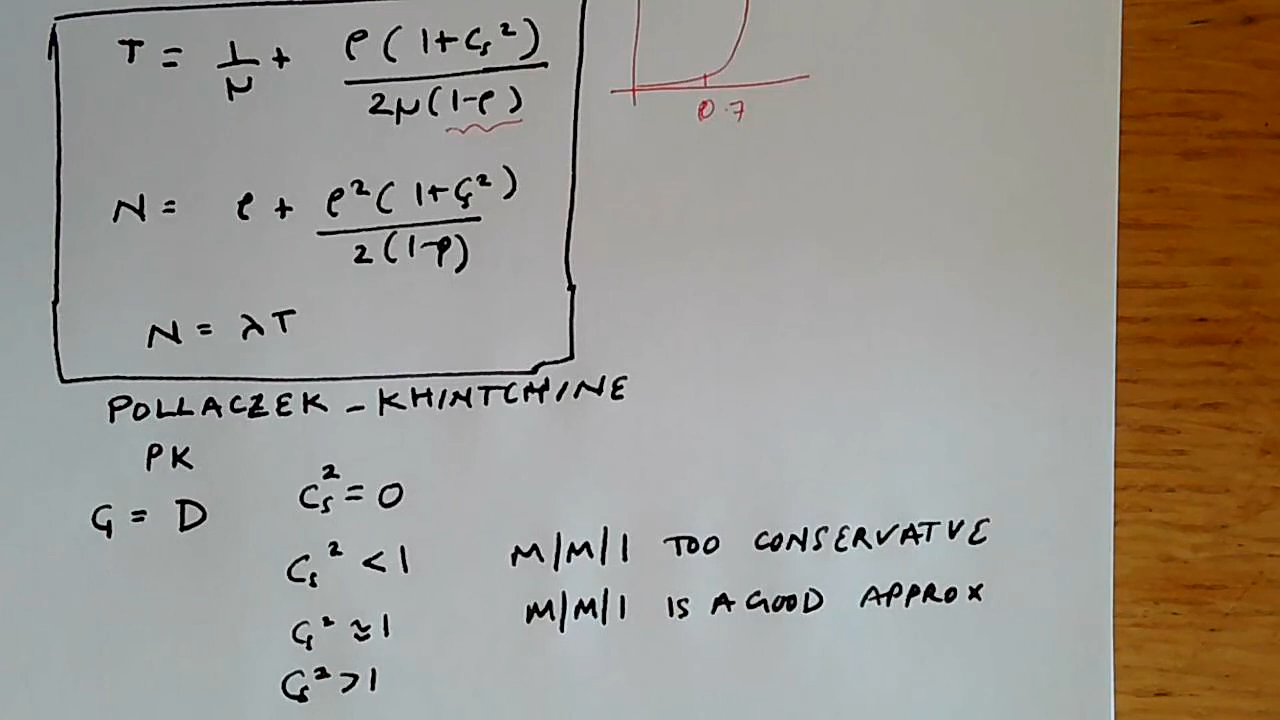 T = 1/μ + ρ(1+Cs²)/2μ(1-ρ)
0.7
N = ρ + ρ²(1+Cs²)/2(1-ρ)
N = λT
POLLACZEK - KHINTCHINE
PK
G = D Cs² = 0
Cs² < 1 M/M/1 TOO CONSERVATVE
Cs² ≈ 1 M/M/1 IS A GOOD APPROX
Cs² > 1